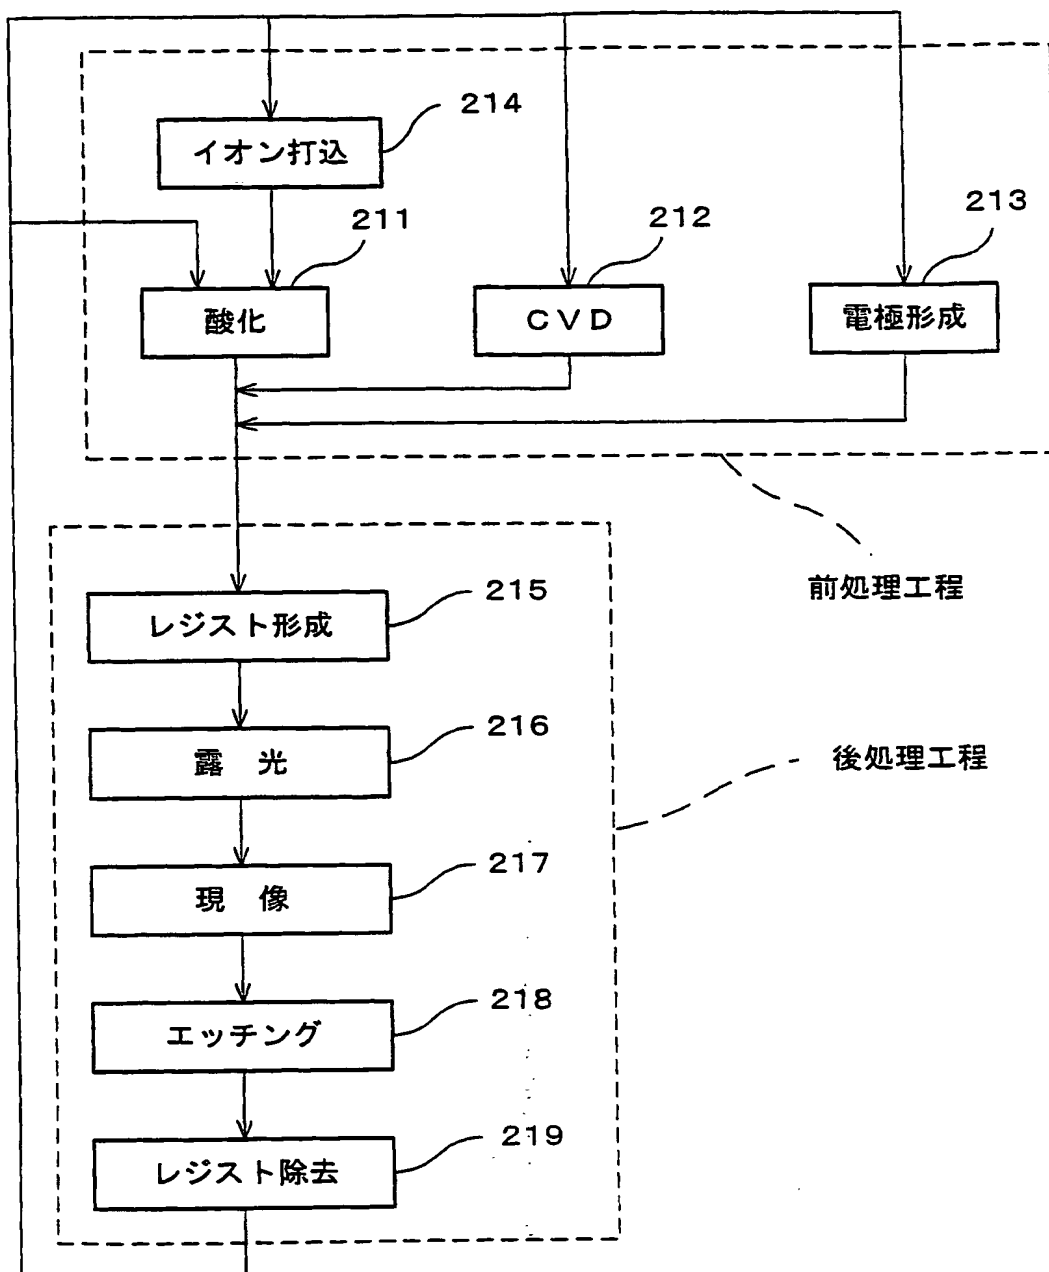 214
イオン打込
211
212
213
酸化
CVD
電極形成
前処理工程
215
レジスト形成
216
露 光
後処理工程
217
現 像
218
エッチング
219
レジスト除去